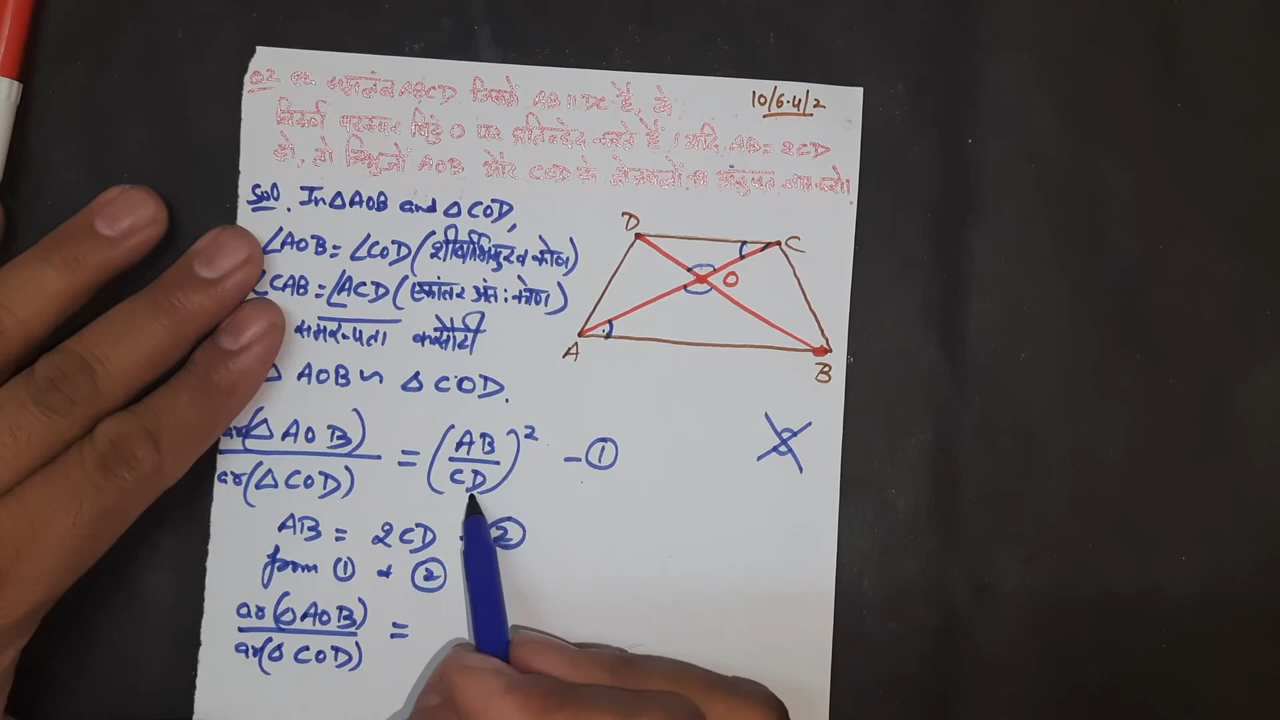 Q2 एक समलंब ABCD जिसमें AB || DC है, के
विकर्ण परस्पर बिंदु O पर प्रतिच्छेद करते हैं । यदि AB = 2CD
हो, तो त्रिभुजों AOB और COD के क्षेत्रफलों का अनुपात ज्ञात करो।
10/6.4/2
Sol. In △AOB and △COD,
∠AOB = ∠COD (शीर्षाभिमुख कोण)
∠CAB = ∠ACD (एकांतर अंतः कोण)
समरूपता कसौटी
△ AOB ~ △ COD.
ar(△AOB)
ar(△COD)
= (AB/CD)² - ①
AB = 2CD - ②
from ① & ②
ar(△AOB)
ar(△COD)
=
D
C
O
A
B